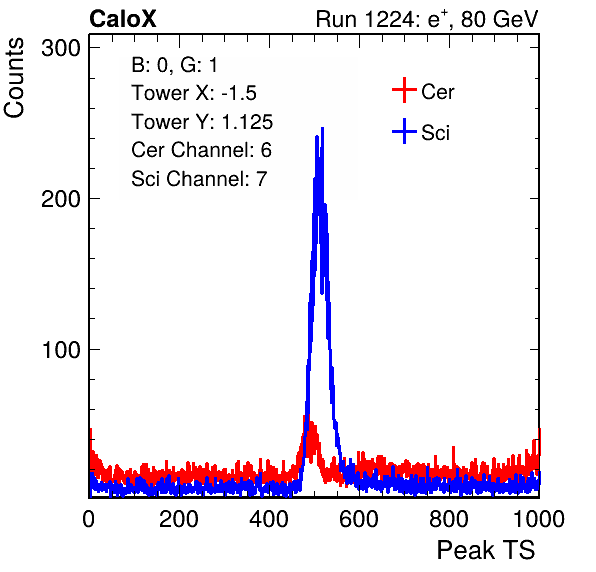 CaloX Run 1224: e+, 80 GeV
Counts
300
200
100
B: 0, G: 1
Tower X: -1.5
Tower Y: 1.125
Cer Channel: 6
Sci Channel: 7
Cer
Sci
0 200 400 600 800 1000
Peak TS